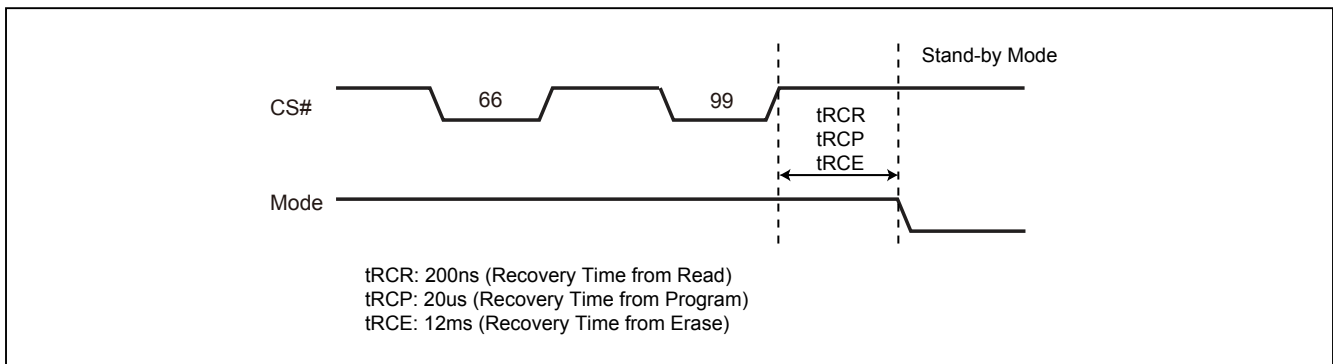 Stand-by Mode
CS#
66
99
tRCR
tRCP
tRCE
Mode
tRCR: 200ns (Recovery Time from Read)
tRCP: 20us (Recovery Time from Program)
tRCE: 12ms (Recovery Time from Erase)